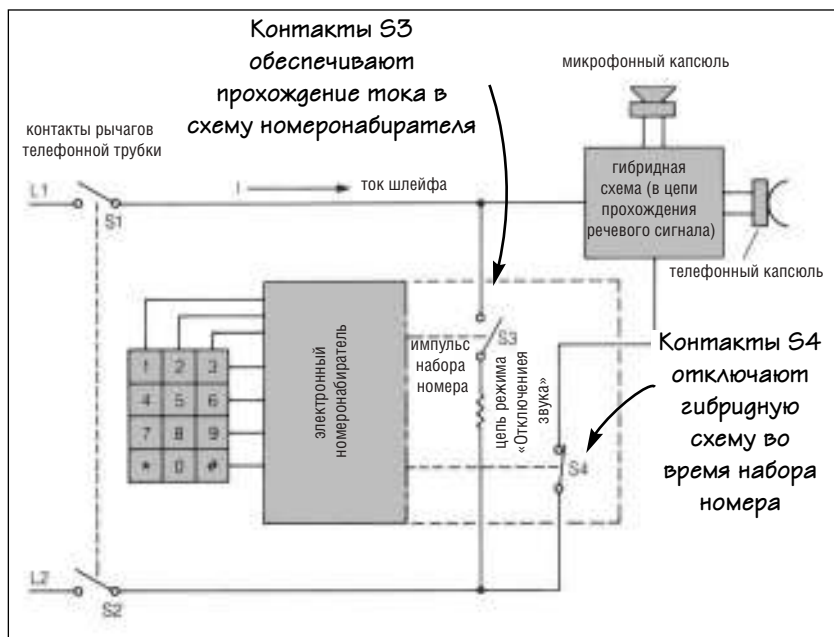 Контакты S3
обеспечивают
прохождение тока в
схему номеронабирателя
микрофонный капсюль
контакты рычагов
телефонной трубки
L1
S1
I
ток шлейфа
гибридная
схема (в цепи
прохождения
речевого сигнала)
телефонный капсюль
электронный
номеронабиратель
1 2 3
4 5 6
7 8 9
* 0 #
S3
импульс
набора
номера
цепь режима
«Отключения
звука»
S4
Контакты S4
отключают
гибридную
схему во
время набора
номера
L2
S2